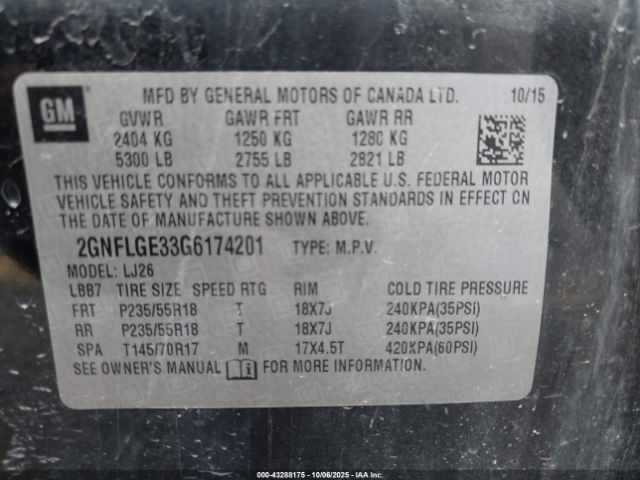 GM
MFD BY GENERAL MOTORS OF CANADA LTD. 10/15
GVWR GAWR FRT GAWR RR
2404 KG 1250 KG 1280 KG
5300 LB 2755 LB 2821 LB
THIS VEHICLE CONFORMS TO ALL APPLICABLE U.S. FEDERAL MOTOR
VEHICLE SAFETY AND THEFT PREVENTION STANDARDS IN EFFECT ON
THE DATE OF MANUFACTURE SHOWN ABOVE.
2GNFLGE33G6174201 TYPE: M.P.V.
MODEL: LJ26
LBB7 TIRE SIZE SPEED RTG RIM COLD TIRE PRESSURE
FRT P235/55R18 T 18X7J 240KPA(35PSI)
RR P235/55R18 T 18X7J 240KPA(35PSI)
SPA T145/70R17 M 17X4.5T 420KPA(60PSI)
SEE OWNER'S MANUAL FOR MORE INFORMATION
000-43288175 - 10/06/2025 - IAA Inc.